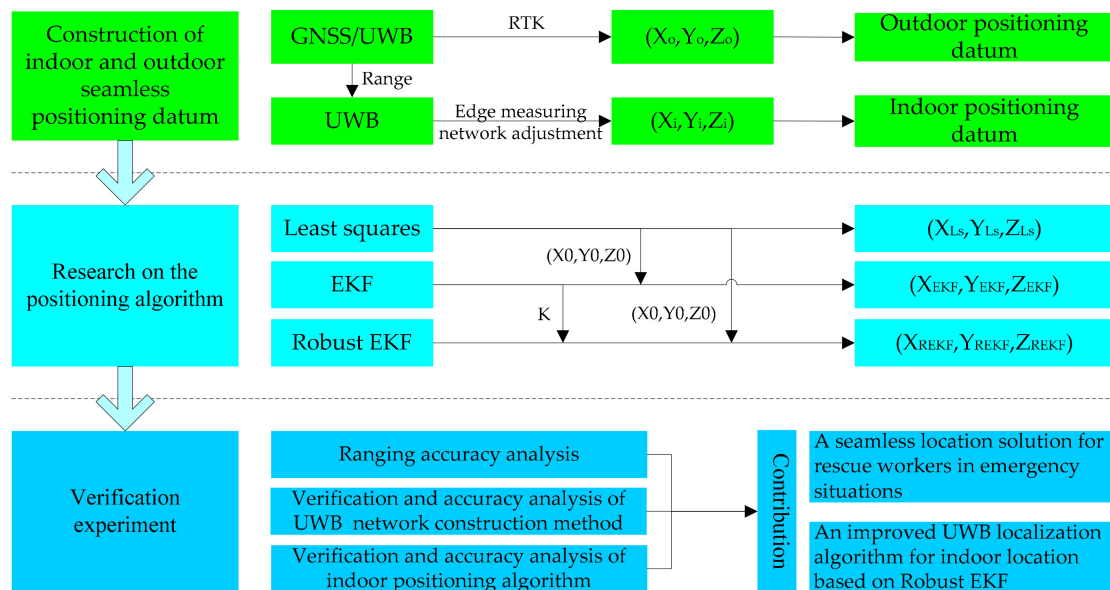 Construction of
indoor and outdoor
seamless
positioning datum
GNSS/UWB
RTK
(Xo,Yo,Zo)
Outdoor positioning
datum
Range
UWB
Edge measuring
network adjustment
(Xi,Yi,Zi)
Indoor positioning
datum
Research on the
positioning algorithm
Least squares
(XLs,YLs,ZLs)
(X0,Y0,Z0)
EKF
(XEKF,YEKF,ZEKF)
K
(X0,Y0,Z0)
Robust EKF
(XREKF,YREKF,ZREKF)
Verification
experiment
Ranging accuracy analysis
Verification and accuracy analysis of
UWB network construction method
Verification and accuracy analysis of
indoor positioning algorithm
Contribution
A seamless location solution for
rescue workers in emergency
situations
An improved UWB localization
algorithm for indoor location
based on Robust EKF